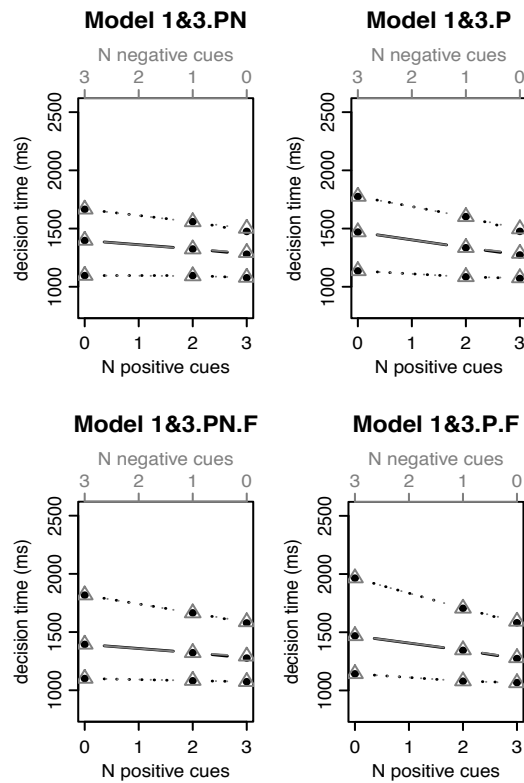 Model 1&3.PN
N negative cues
3 2 1 0
decision time (ms)
2500
2000
1500
1000
0 1 2 3
N positive cues
Model 1&3.P
N negative cues
3 2 1 0
decision time (ms)
2500
2000
1500
1000
0 1 2 3
N positive cues
Model 1&3.PN.F
N negative cues
3 2 1 0
decision time (ms)
2500
2000
1500
1000
0 1 2 3
N positive cues
Model 1&3.P.F
N negative cues
3 2 1 0
decision time (ms)
2500
2000
1500
1000
0 1 2 3
N positive cues